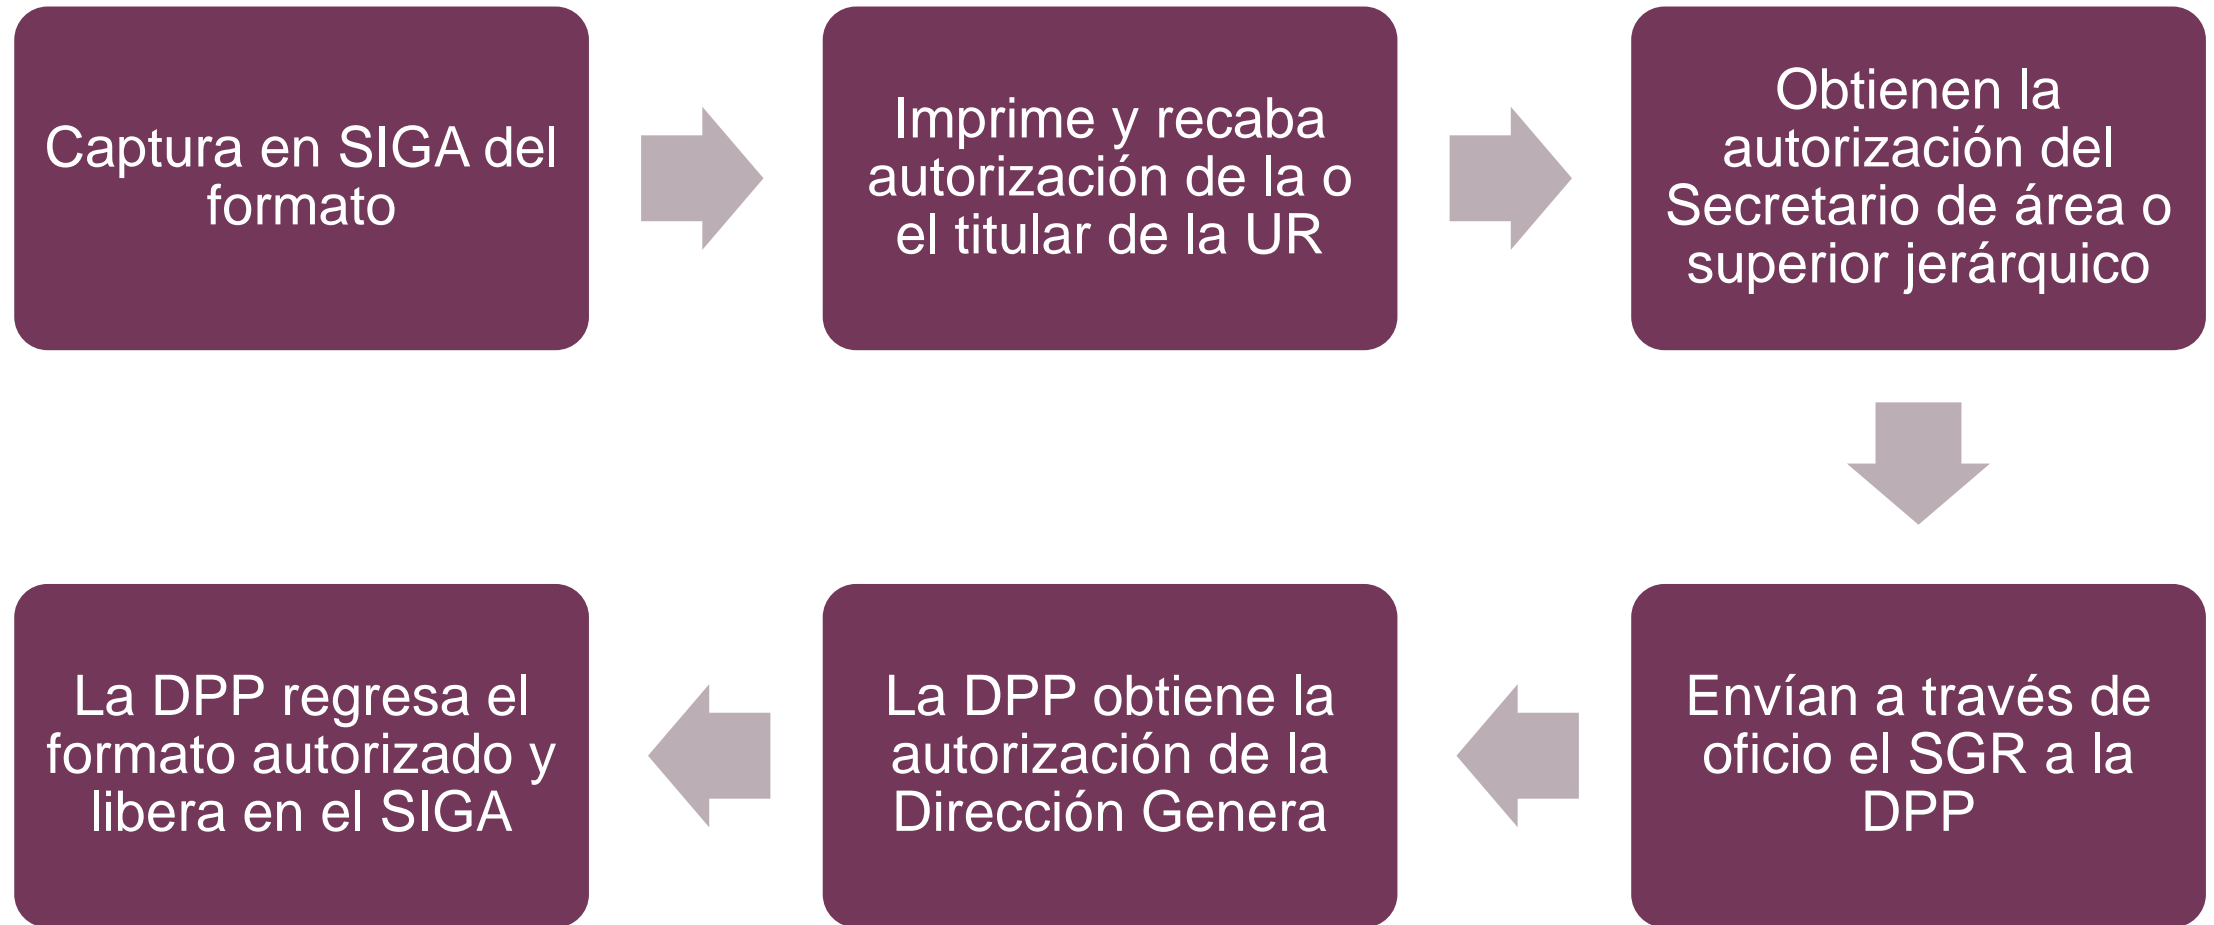 Captura en SIGA del
formato
Imprime y recaba
autorización de la o
el titular de la UR
Obtienen la
autorización del
Secretario de área o
superior jerárquico
Envían a través de
oficio el SGR a la
DPP
La DPP obtiene la
autorización de la
Dirección Genera
La DPP regresa el
formato autorizado y
libera en el SIGA